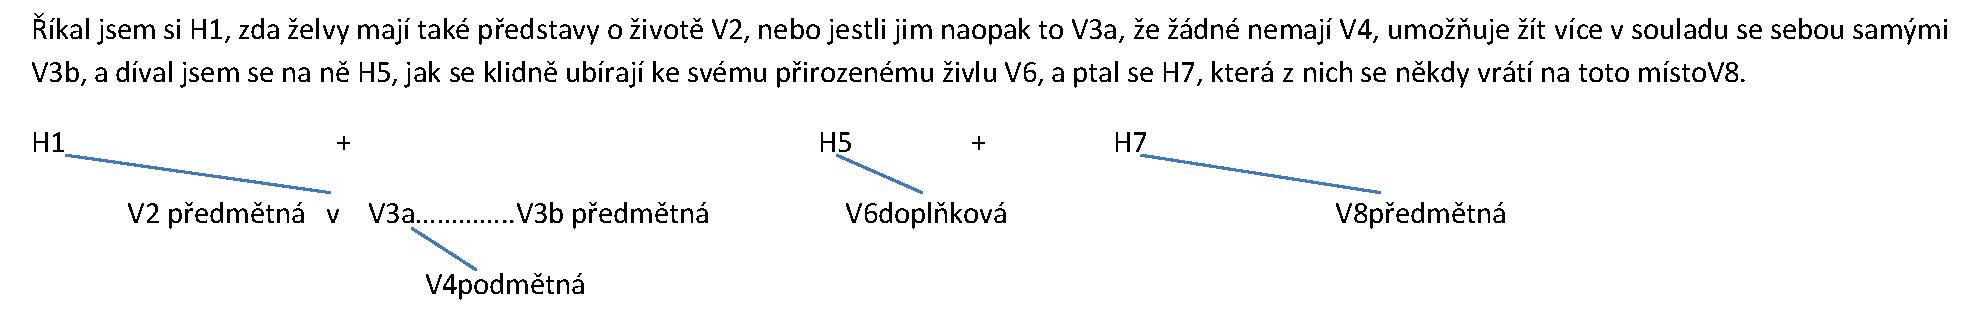 Říkal jsem si H1, zda želvy mají také představy o životě V2, nebo jestli jim naopak to V3a, že žádné nemají V4, umožňuje žít více v souladu se sebou samými
V3b, a díval jsem se na ně H5, jak se klidně ubírají ke svému přirozenému živlu V6, a ptal se H7, která z nich se někdy vrátí na toto místoV8.
H1 + H5 + H7
V2 předmětná v V3a..............V3b předmětná V6doplňková V8předmětná
V4podmětná